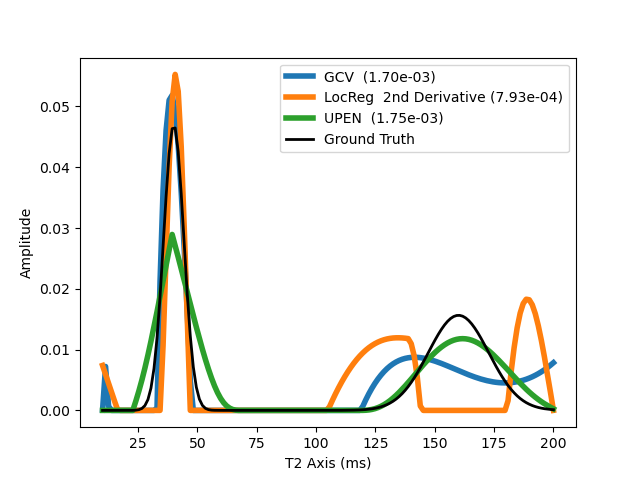 GCV (1.70e-03)
LocReg 2nd Derivative (7.93e-04)
UPEN (1.75e-03)
Ground Truth
0.05
0.04
0.03
0.02
0.01
0.00
Amplitude
25 50 75 100 125 150 175 200
T2 Axis (ms)